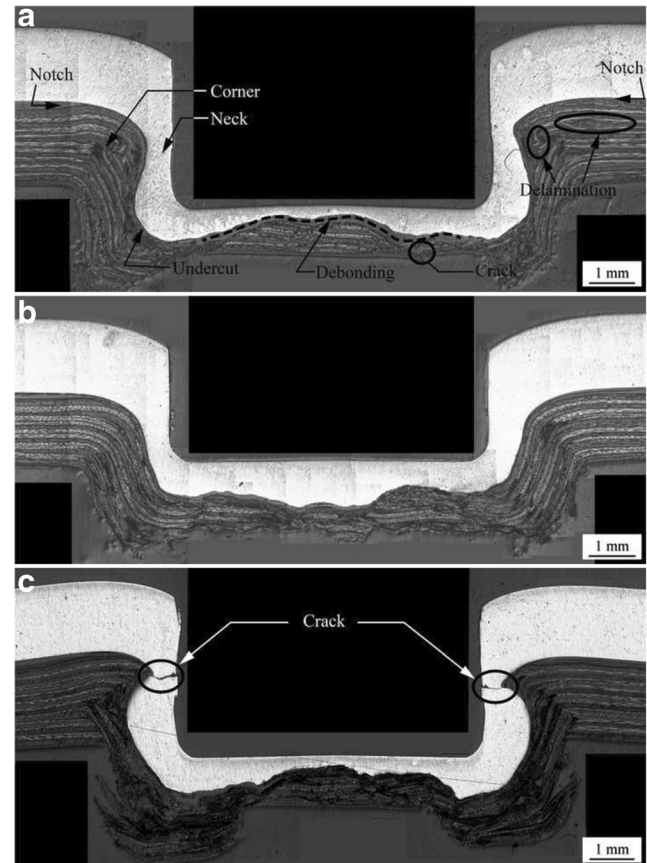 a
Notch
Notch
Corner
Neck
Delamination
Undercut
Debonding
Crack
1 mm
b
1 mm
c
Crack
1 mm